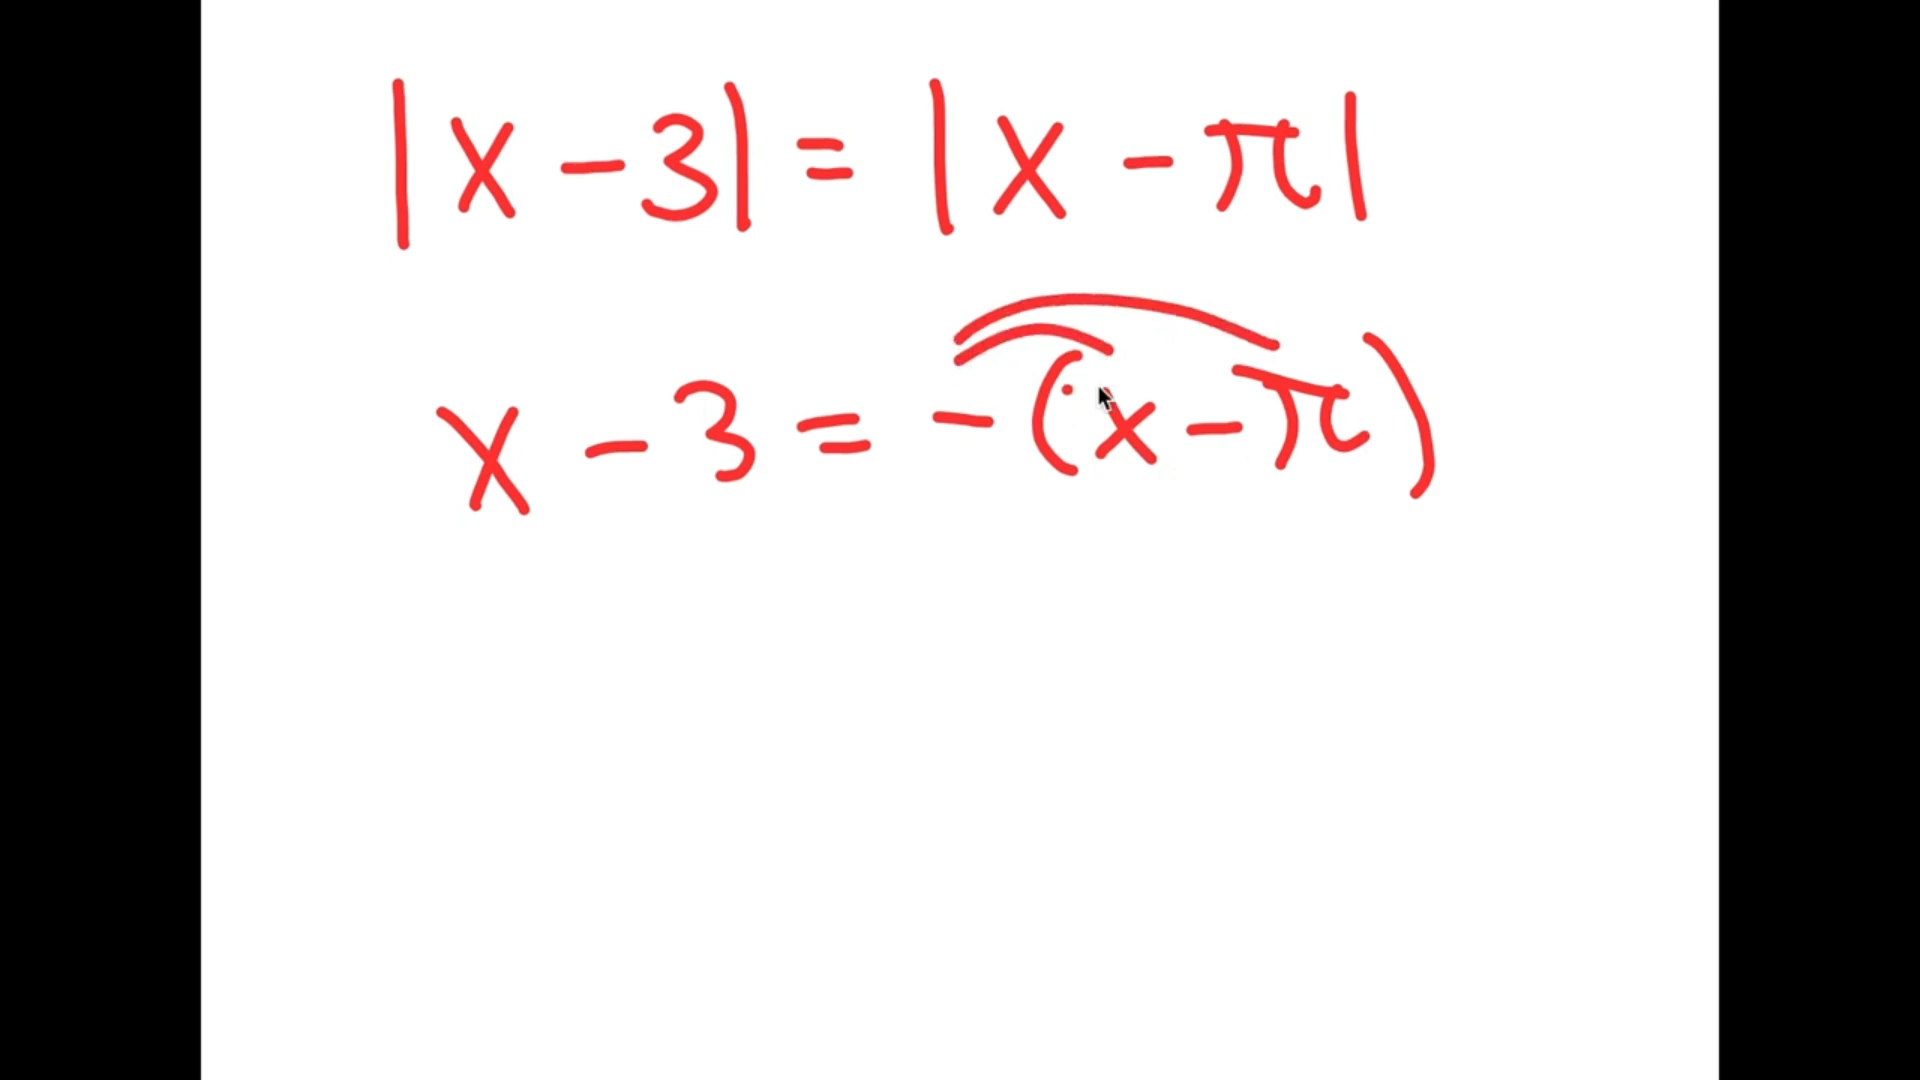 |x - 3| = |x - π|
x - 3 = -(x - π)